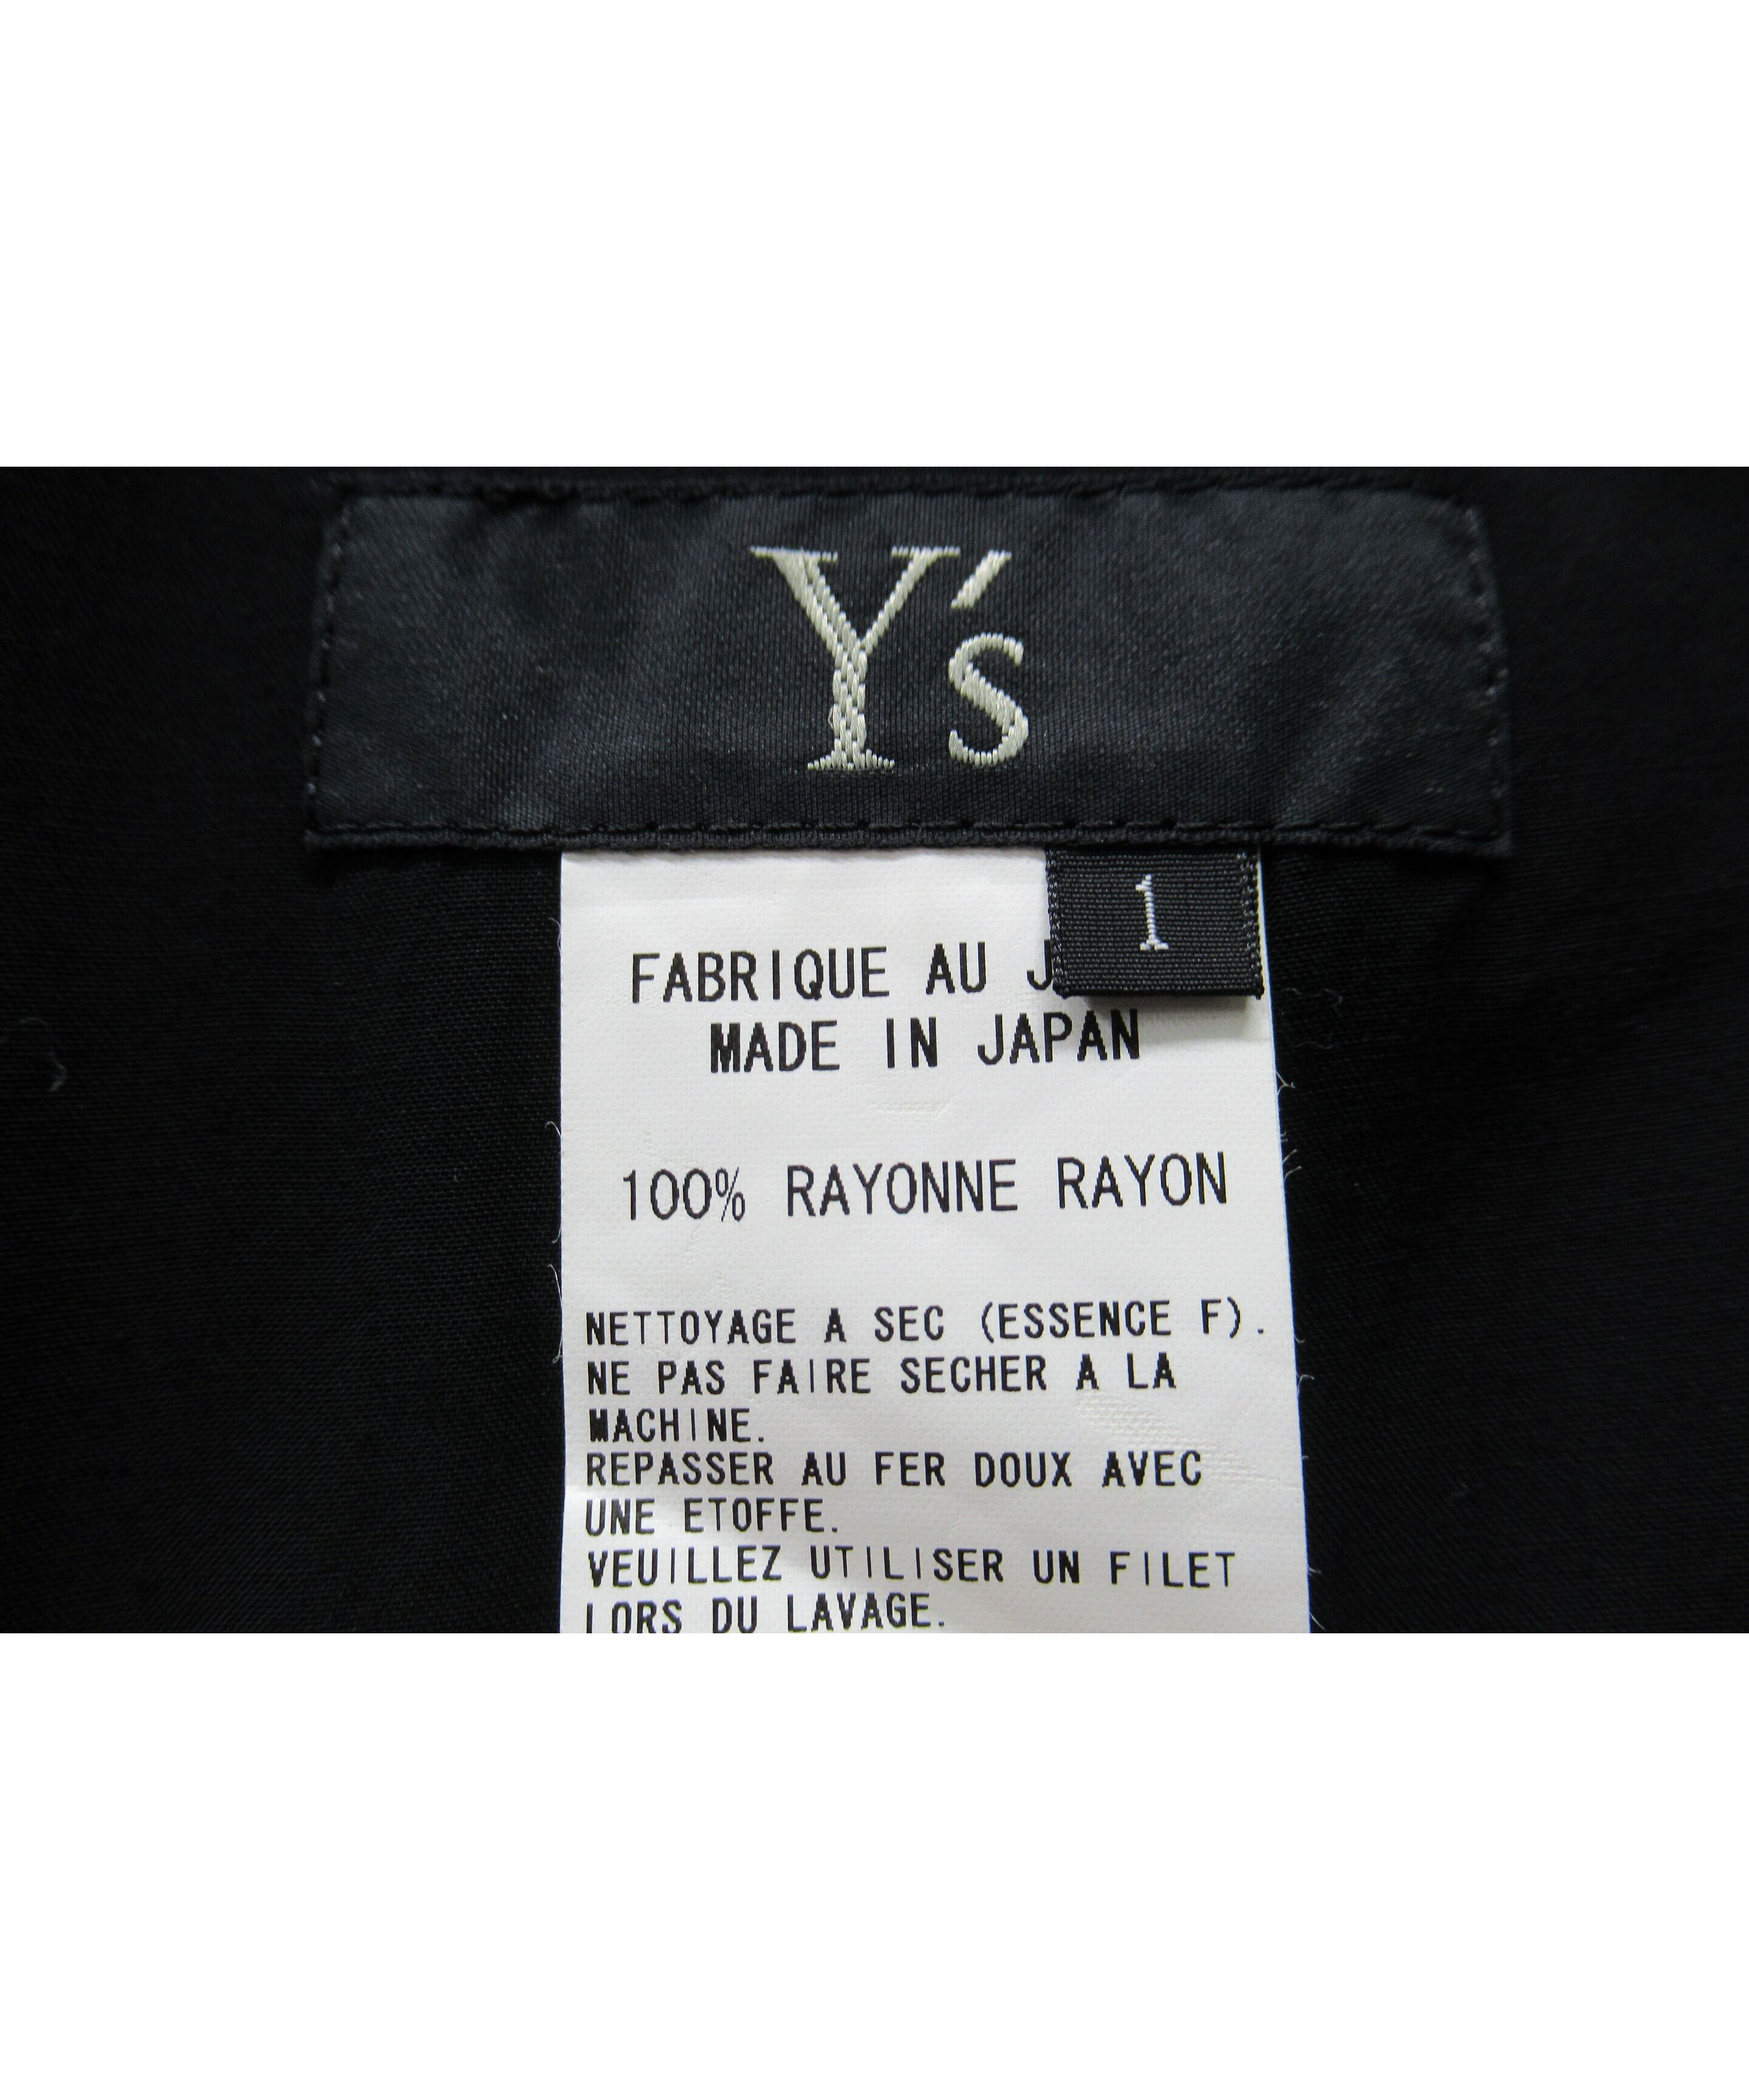 Y's
1
FABRIQUE AU
MADE IN JAPAN
100% RAYONNE RAYON
NETTOYAGE A SEC (ESSENCE F).
NE PAS FAIRE SECHER A LA
MACHINE.
REPASSER AU FER DOUX AVEC
UNE ETOFFE.
VEUILLEZ UTILISER UN FILET
LORS DU LAVAGE.